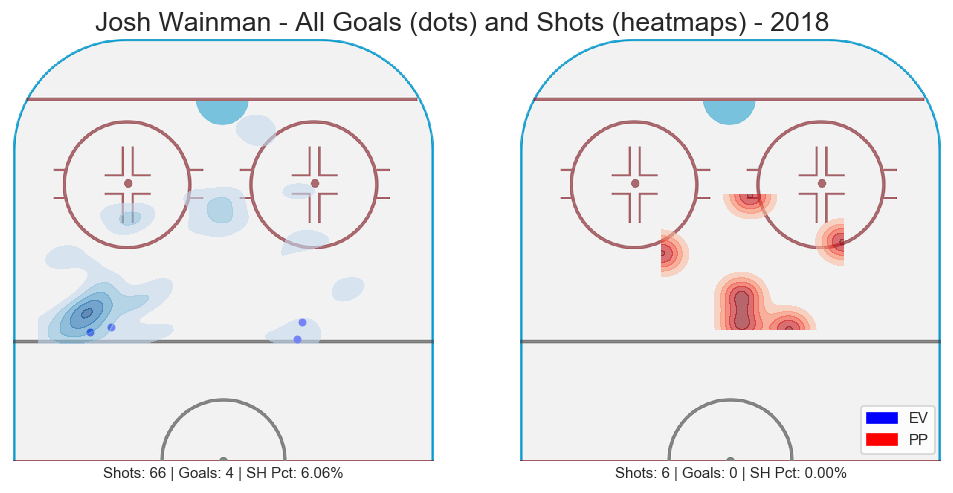 Josh Wainman - All Goals (dots) and Shots (heatmaps) - 2018
EV
PP
Shots: 66 | Goals: 4 | SH Pct: 6.06%
Shots: 6 | Goals: 0 | SH Pct: 0.00%